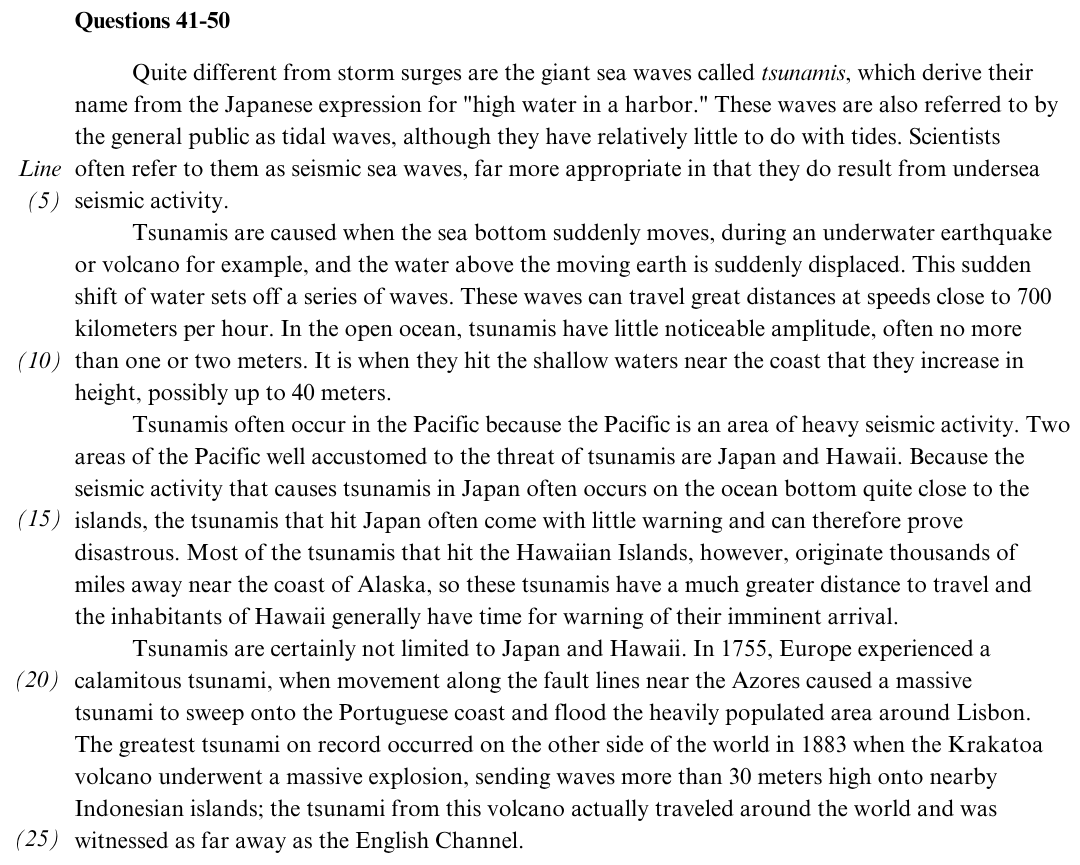 Questions 41-50
Quite different from storm surges are the giant sea waves called tsunamis, which derive their
name from the Japanese expression for "high water in a harbor." These waves are also referred to by
the general public as tidal waves, although they have relatively little to do with tides. Scientists
Line often refer to them as seismic sea waves, far more appropriate in that they do result from undersea
(5) seismic activity.
Tsunamis are caused when the sea bottom suddenly moves, during an underwater earthquake
or volcano for example, and the water above the moving earth is suddenly displaced. This sudden
shift of water sets off a series of waves. These waves can travel great distances at speeds close to 700
kilometers per hour. In the open ocean, tsunamis have little noticeable amplitude, often no more
(10) than one or two meters. It is when they hit the shallow waters near the coast that they increase in
height, possibly up to 40 meters.
Tsunamis often occur in the Pacific because the Pacific is an area of heavy seismic activity. Two
areas of the Pacific well accustomed to the threat of tsunamis are Japan and Hawaii. Because the
seismic activity that causes tsunamis in Japan often occurs on the ocean bottom quite close to the
(15) islands, the tsunamis that hit Japan often come with little warning and can therefore prove
disastrous. Most of the tsunamis that hit the Hawaiian Islands, however, originate thousands of
miles away near the coast of Alaska, so these tsunamis have a much greater distance to travel and
the inhabitants of Hawaii generally have time for warning of their imminent arrival.
Tsunamis are certainly not limited to Japan and Hawaii. In 1755, Europe experienced a
(20) calamitous tsunami, when movement along the fault lines near the Azores caused a massive
tsunami to sweep onto the Portuguese coast and flood the heavily populated area around Lisbon.
The greatest tsunami on record occurred on the other side of the world in 1883 when the Krakatoa
volcano underwent a massive explosion, sending waves more than 30 meters high onto nearby
Indonesian islands; the tsunami from this volcano actually traveled around the world and was
(25) witnessed as far away as the English Channel.